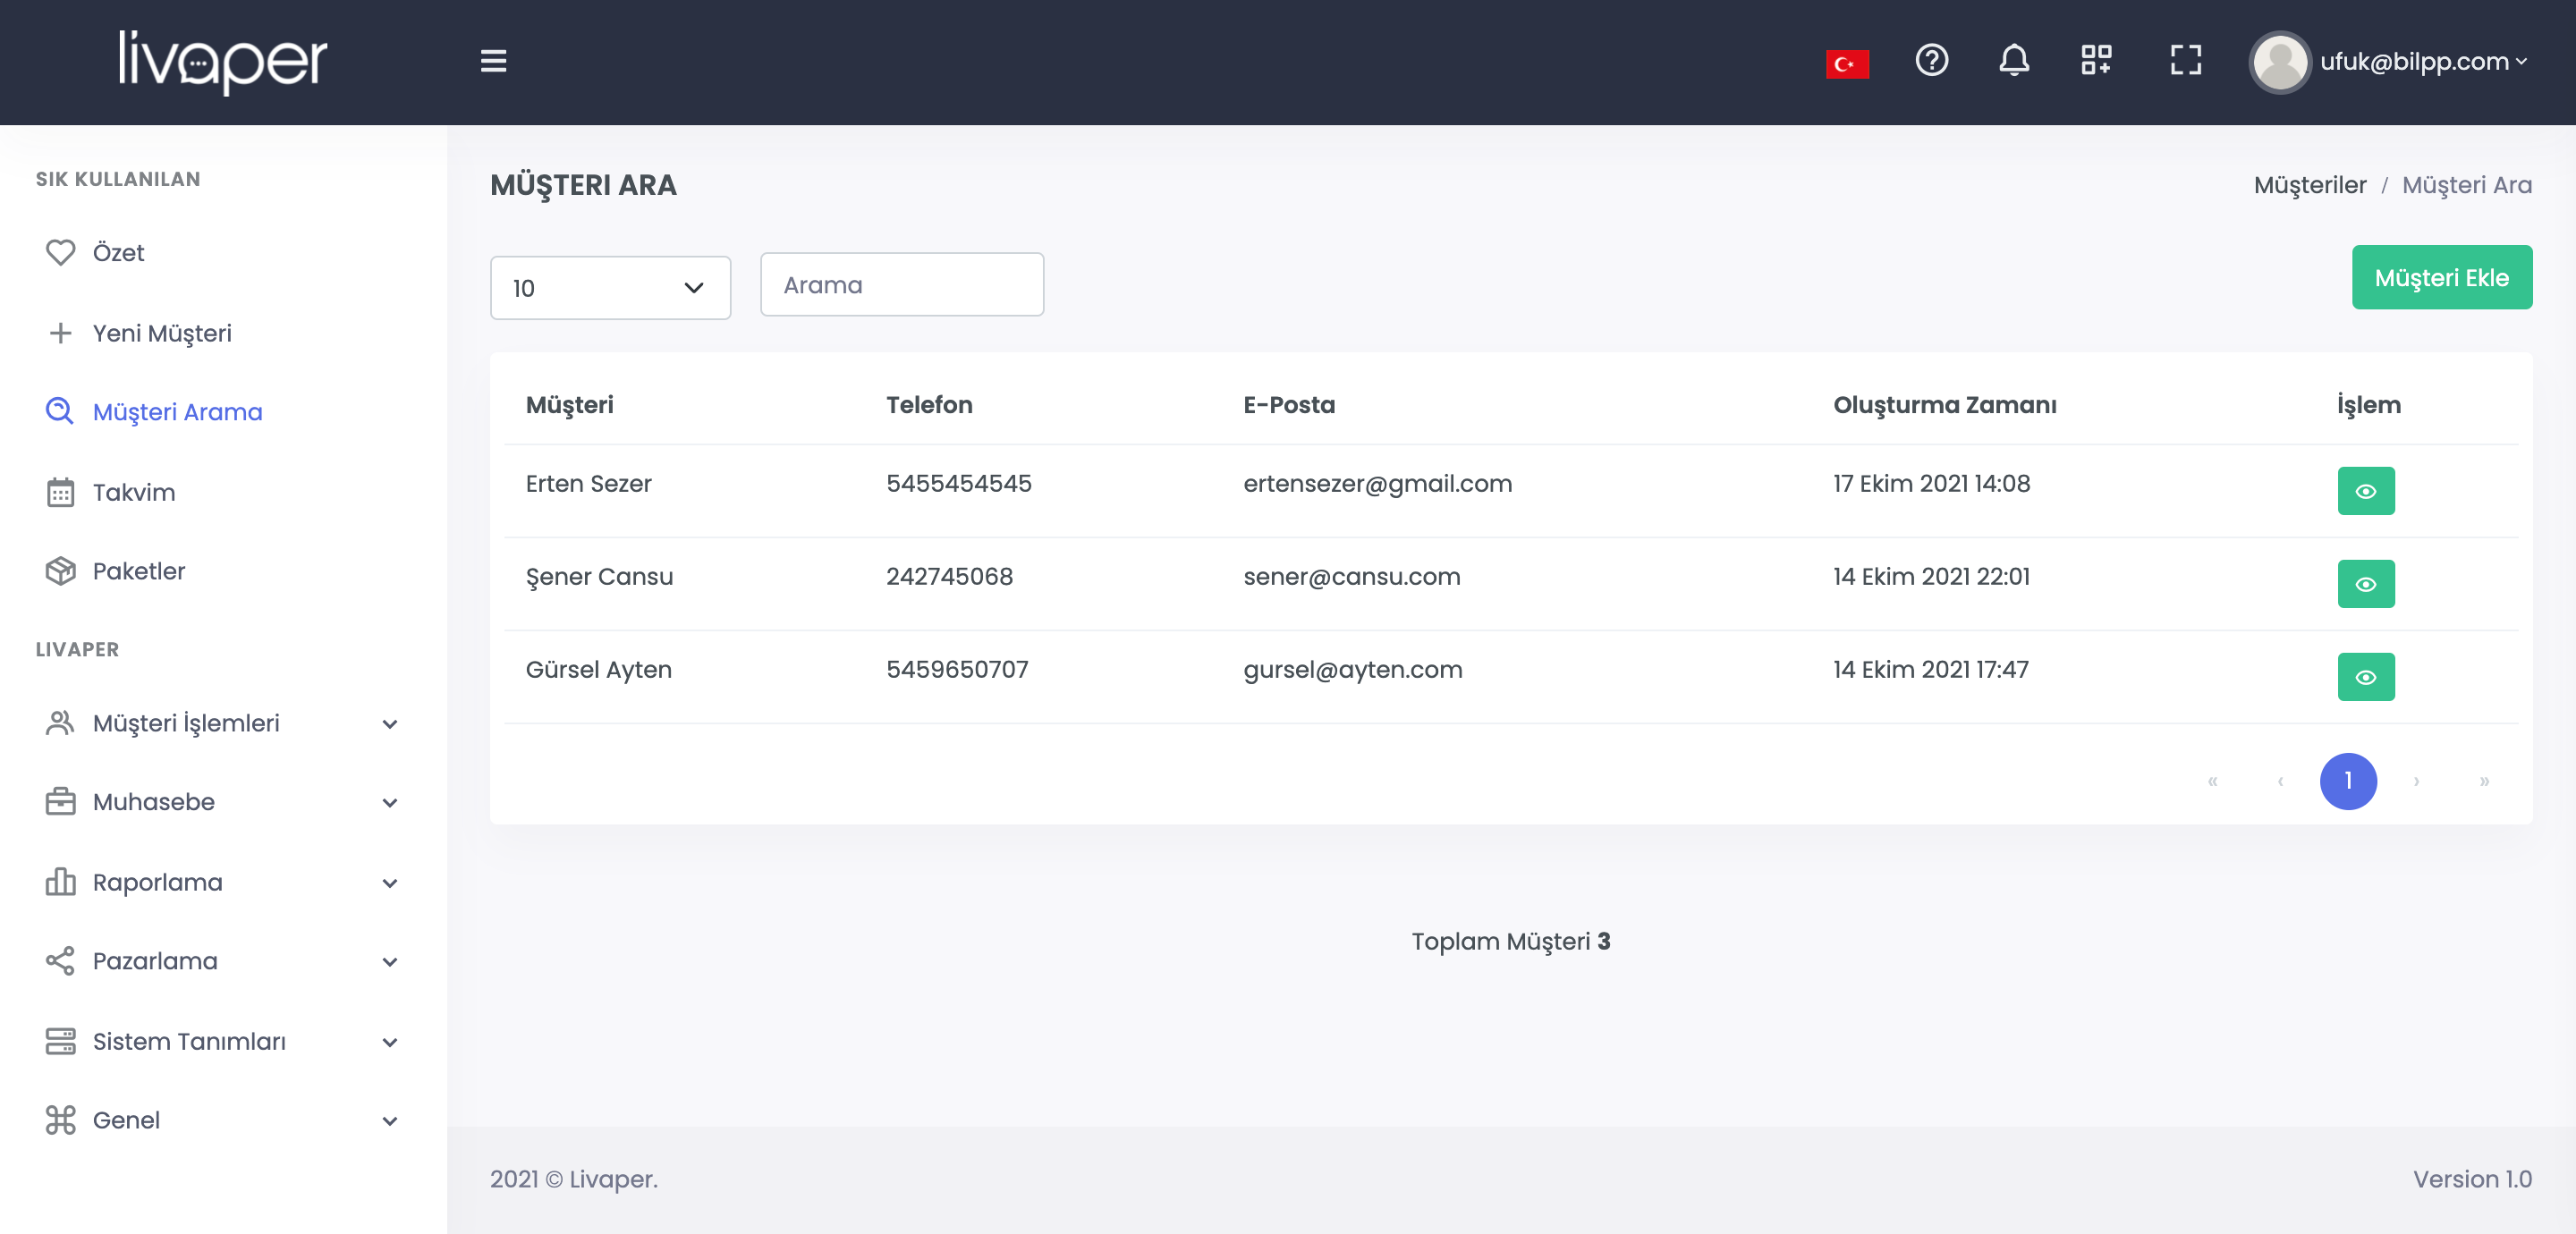 livaper
ufuk@bilpp.com
SIK KULLANILAN
Özet
Yeni Müşteri
Müşteri Arama
Takvim
Paketler
LIVAPER
Müşteri İşlemleri
Muhasebe
Raporlama
Pazarlama
Sistem Tanımları
Genel
MÜŞTERI ARA
Müşteriler / Müşteri Ara
10
Arama
Müşteri Ekle
Müşteri Telefon E-Posta Oluşturma Zamanı İşlem
Erten Sezer 5455454545 ertensezer@gmail.com 17 Ekim 2021 14:08
Şener Cansu 242745068 sener@cansu.com 14 Ekim 2021 22:01
Gürsel Ayten 5459650707 gursel@ayten.com 14 Ekim 2021 17:47
« ‹ 1 › »
Toplam Müşteri 3
2021 © Livaper.
Version 1.0